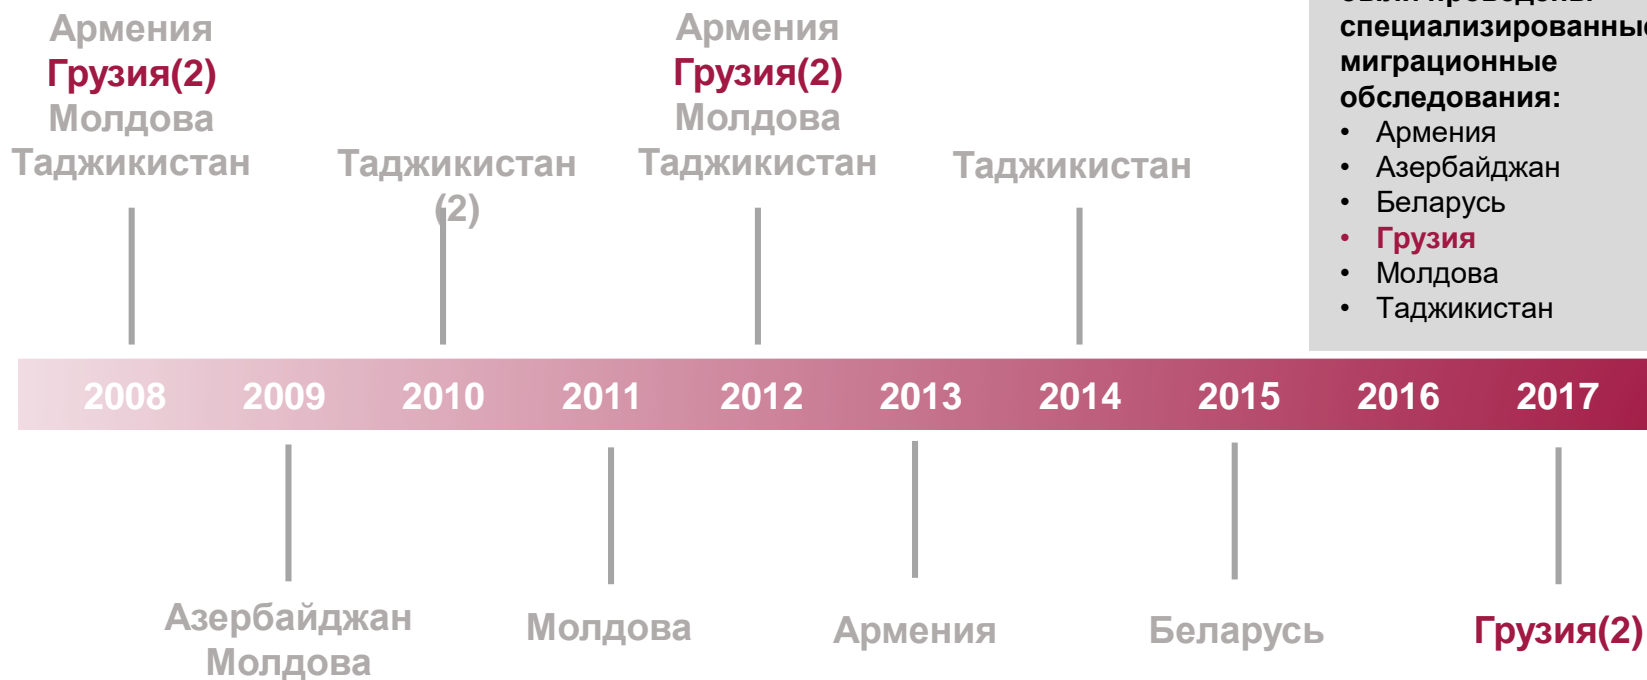 Армения
Грузия(2)
Молдова
Таджикистан
Таджикистан
(2)
Армения
Грузия(2)
Молдова
Таджикистан
Таджикистан
миграционные
обследования:
• Армения
• Азербайджан
• Беларусь
• Грузия
• Молдова
• Таджикистан
2008 2009 2010 2011 2012 2013 2014 2015 2016 2017
Азербайджан
Молдова
Молдова
Армения
Беларусь
Грузия(2)